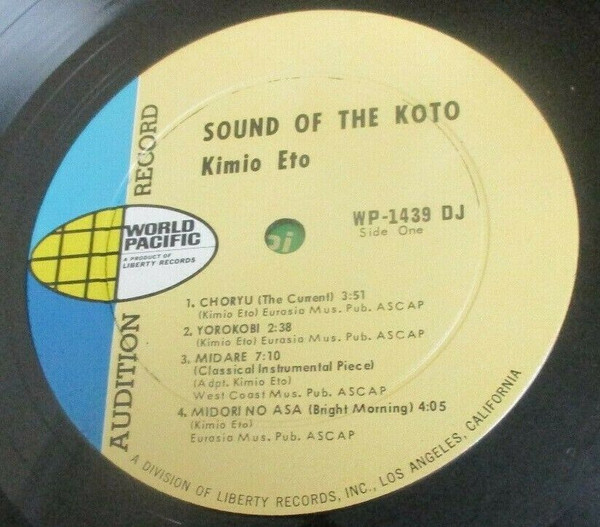 SOUND OF THE KOTO
Kimio Eto
AUDITION RECORD
WORLD
PACIFIC
A PRODUCT OF
LIBERTY RECORDS
WP-1439 DJ
Side One
1. CHORYU (The Current) 3:51
(Kimio Eto) Eurasia Mus. Pub. ASCAP
2. YOROKOBI 2:38
(Kimio Eto) Eurasia Mus. Pub. ASCAP
3. MIDARE 7:10
(Classical Instrumental Piece)
(Adpt. Kimio Eto)
West Coast Mus. Pub. ASCAP
4. MIDORI NO ASA (Bright Morning) 4:05
(Kimio Eto)
Eurasia Mus. Pub. ASCAP
A DIVISION OF LIBERTY RECORDS, INC., LOS ANGELES, CALIFORNIA